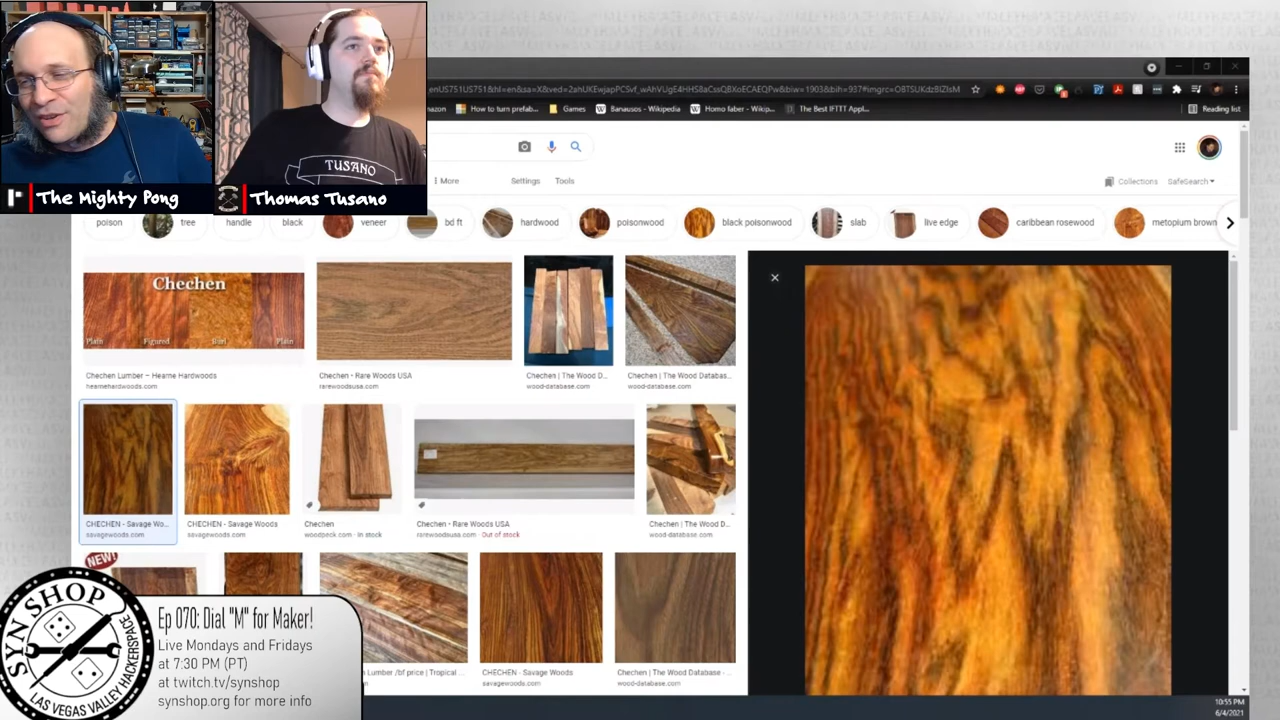 The Mighty Pong
TUSANO
Thomas Tusano
How to turn prefab...
Games
Banausos - Wikipedia
Homo faber - Wikip...
The Best IFTTT Appl...
Reading list
More
Settings
Tools
Collections
SafeSearch
poison
tree
handle
black
veneer
bd ft
hardwood
poisonwood
black poisonwood
slab
live edge
caribbean rosewood
metopium brown
Chechen
Plain
Figured
Burl
Plain
Chechen Lumber – Hearne Hardwoods
hearnehardwoods.com
Chechen - Rare Woods USA
rarewoodsusa.com
Chechen | The Wood D...
wood-database.com
Chechen | The Wood Databas...
wood-database.com
CHECHEN - Savage Wo...
savagewoods.com
CHECHEN - Savage Woods
savagewoods.com
Chechen
woodpeck.com - In stock
Chechen - Rare Woods USA
rarewoodsusa.com - Out of stock
Chechen | The Wood D...
wood-database.com
NEW!
Lumber /bf price | Tropical ...
CHECHEN - Savage Woods
savagewoods.com
Chechen | The Wood Database - ...
wood-database.com
SYN SHOP
LAS VEGAS VALLEY HACKERSPACE
Ep 070: Dial "M" for Maker!
Live Mondays and Fridays
at 7:30 PM (PT)
at twitch.tv/synshop
synshop.org for more info
10:55 PM
6/4/2021